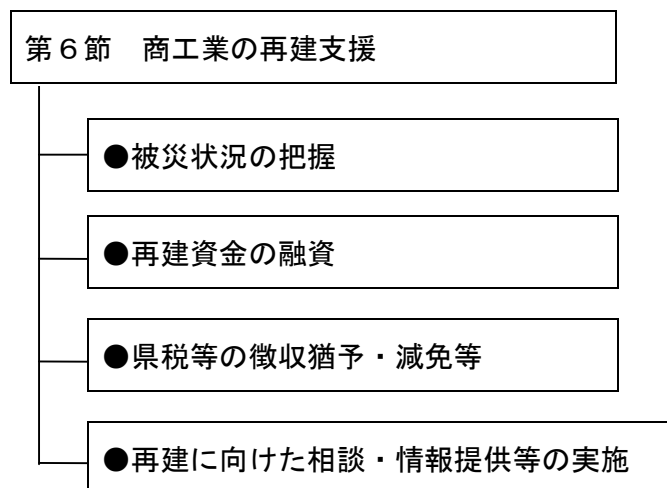 第６節　商工業の再建支援
●被災状況の把握
●再建資金の融資
●県税等の徴収猶予・減免等
●再建に向けた相談・情報提供等の実施